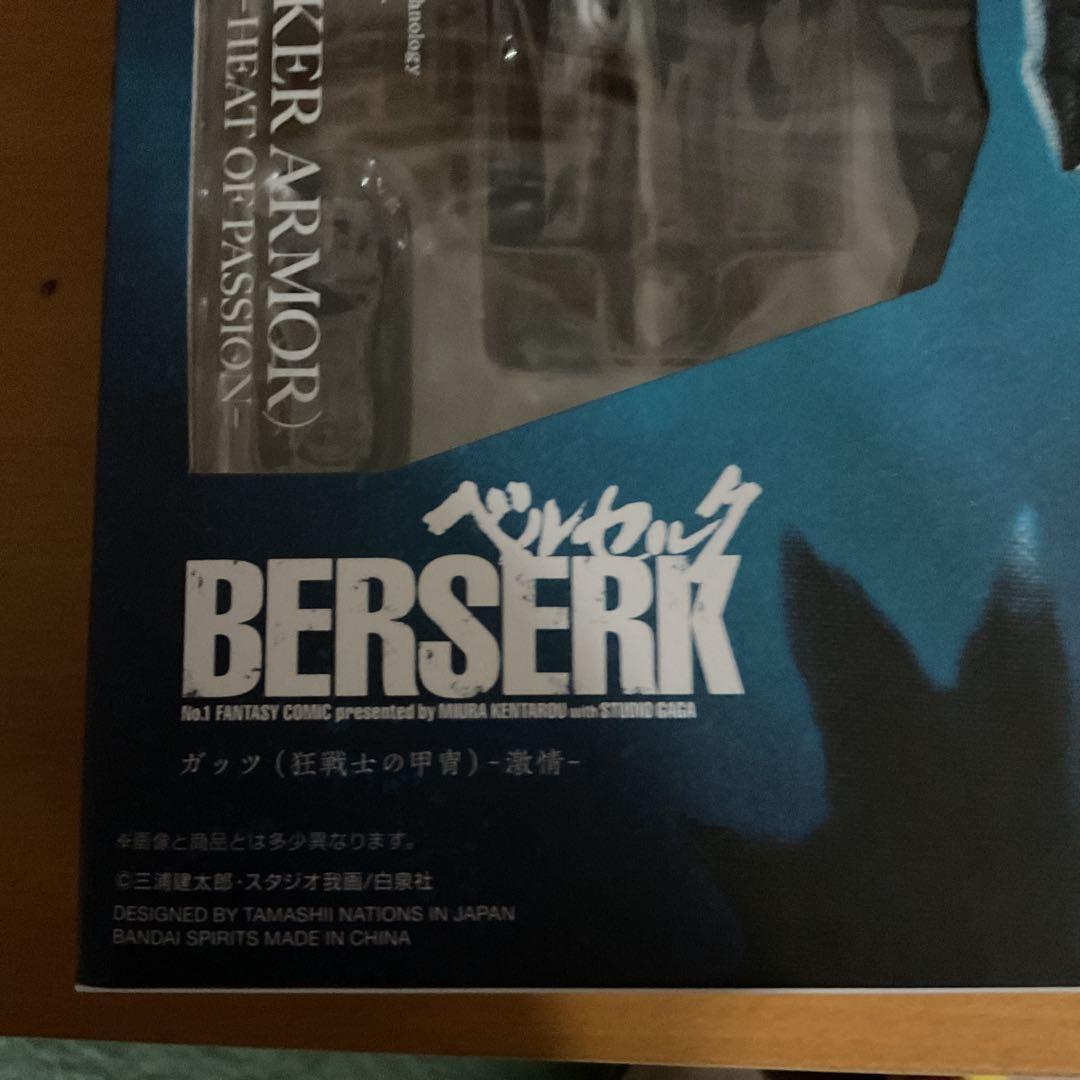 hnology
KER ARMOR)
-HEAT OF PASSION-
ベルセルク
BERSERK
No.1 FANTASY COMIC presented by MIURA KENTAROU with STUDIO GAGA
ガッツ (狂戦士の甲冑) -激情-
※画像と商品とは多少異なります。
©三浦建太郎・スタジオ我画/白泉社
DESIGNED BY TAMASHII NATIONS IN JAPAN
BANDAI SPIRITS MADE IN CHINA